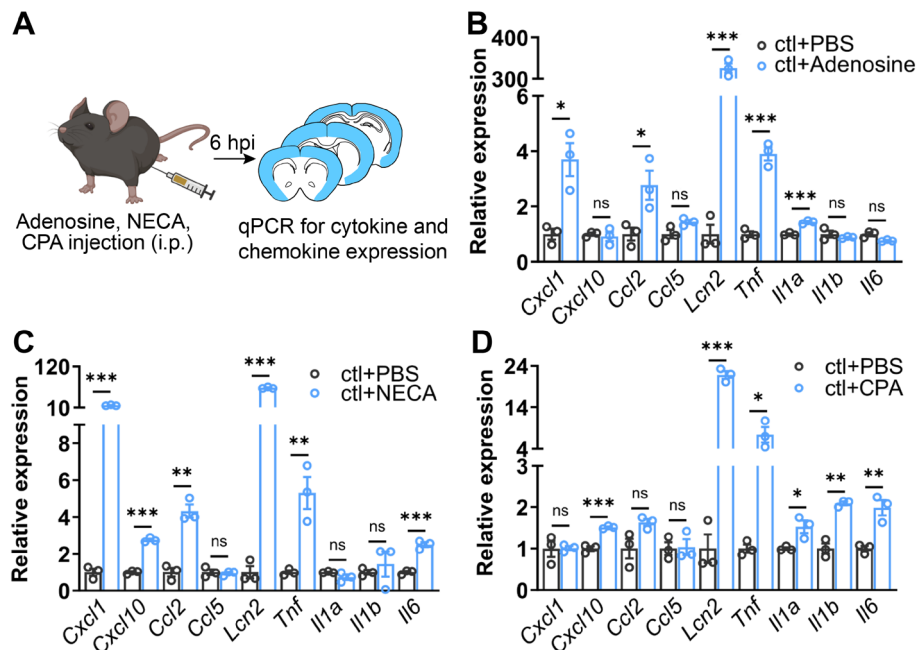 A
6 hpi
Adenosine, NECA,
CPA injection (i.p.)
qPCR for cytokine and
chemokine expression
B
Relative expression
400
300
6
4
2
0
ctl+PBS
ctl+Adenosine
* ns * ns *** *** *** ns ns
Cxcl1 Cxcl10 Ccl2 Ccl5 Lcn2 Tnf Il1a Il1b Il6
C
Relative expression
120
10
8
6
4
2
0
ctl+PBS
ctl+NECA
*** *** ** ns *** ** ns ns ***
Cxcl1 Cxcl10 Ccl2 Ccl5 Lcn2 Tnf Il1a Il1b Il6
D
Relative expression
24
14
4
3
2
1
0
ctl+PBS
ctl+CPA
ns *** ns ns *** * * ** **
Cxcl1 Cxcl10 Ccl2 Ccl5 Lcn2 Tnf Il1a Il1b Il6